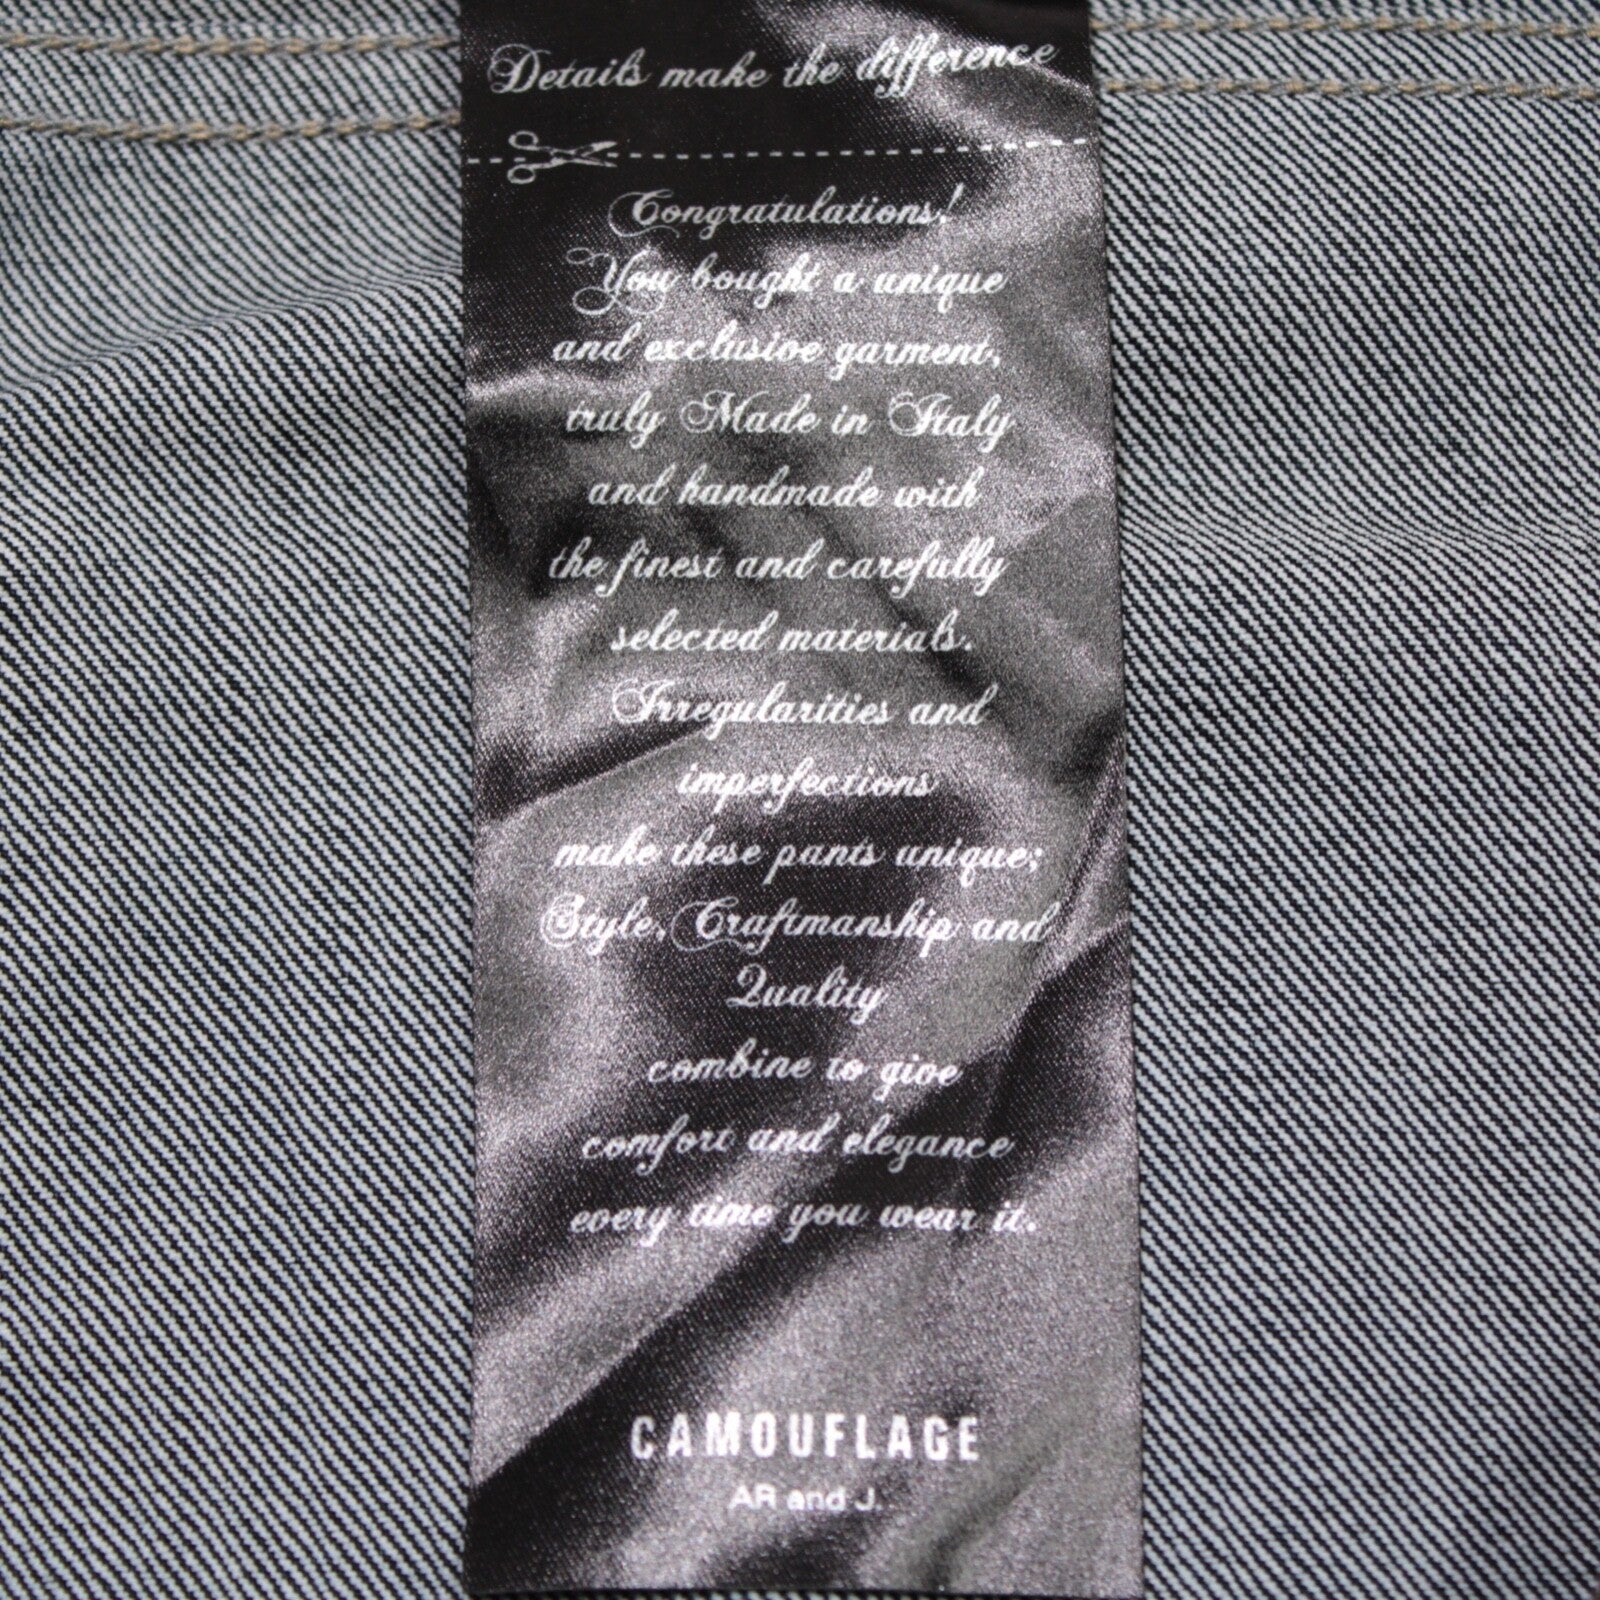 Details make the difference
Congratulations!
You bought a unique
and exclusive garment,
truly Made in Italy
and handmade with
the finest and carefully
selected materials.
Irregularities and
imperfections
make these pants unique;
Style, Craftmanship and
Quality
combine to give
comfort and elegance
every time you wear it.
CAMOUFLAGE
AR and J.